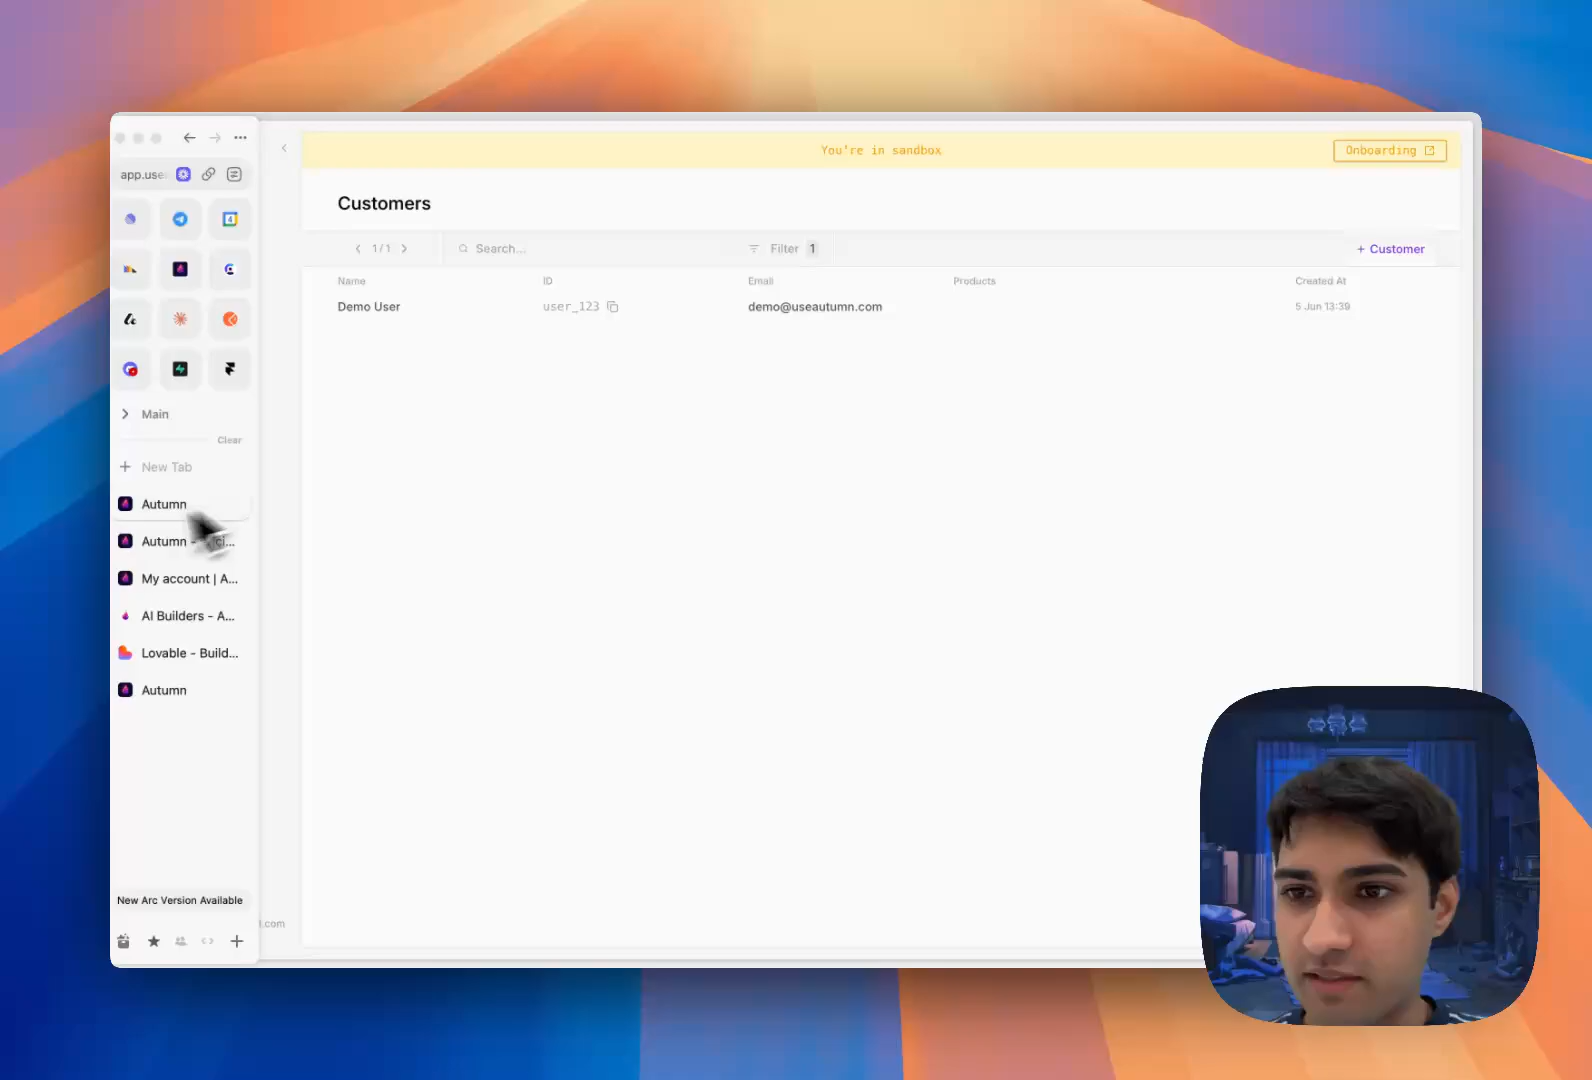 app.use
Main
Clear
New Tab
Autumn
Autumn -
My account | A...
AI Builders - A...
Lovable - Build...
Autumn
New Arc Version Available
.com
You're in sandbox
Onboarding
Customers
1/1
Search...
Filter 1
+ Customer
Name ID Email Products Created At
Demo User user_123 demo@useautumn.com 5 Jun 13:39